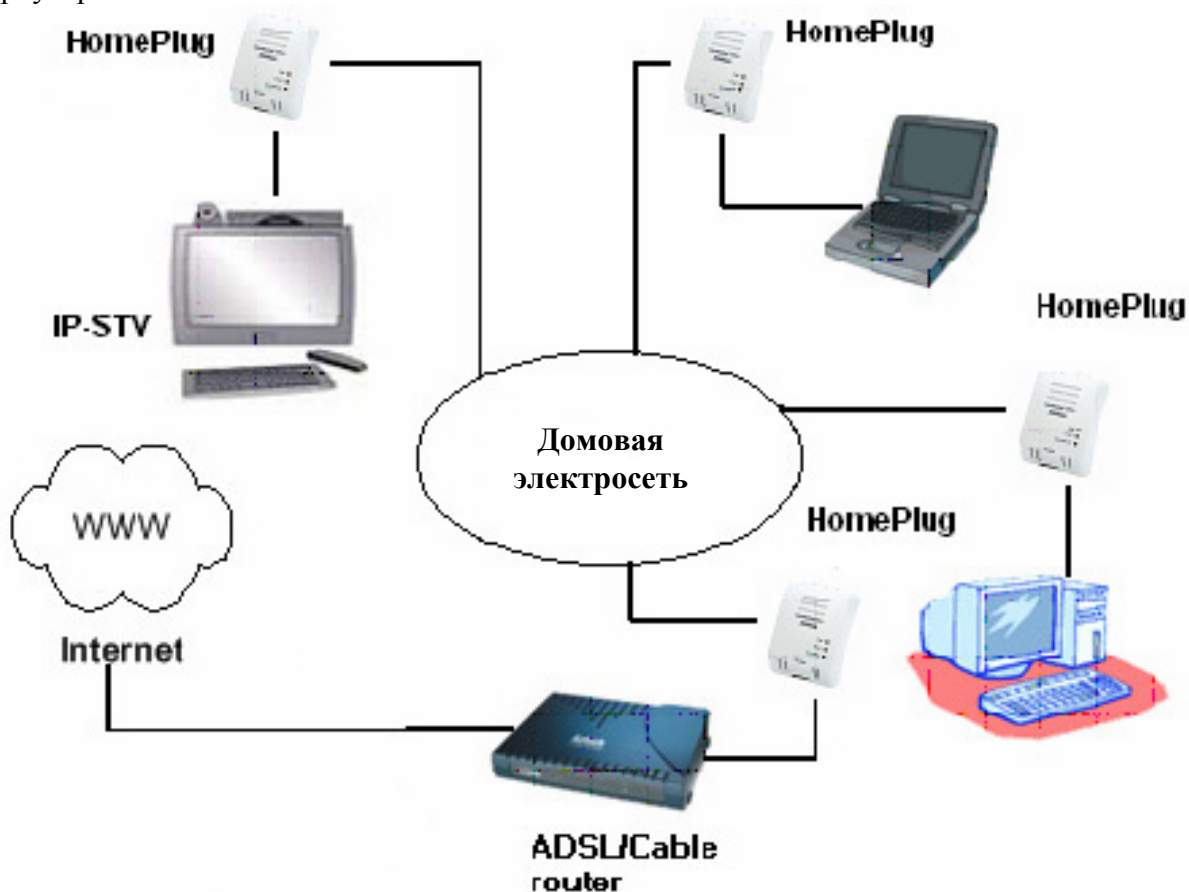 HomePlug
HomePlug
IP-STV
HomePlug
Домовая
электросеть
WWW
HomePlug
Internet
ADSL/Cable
router